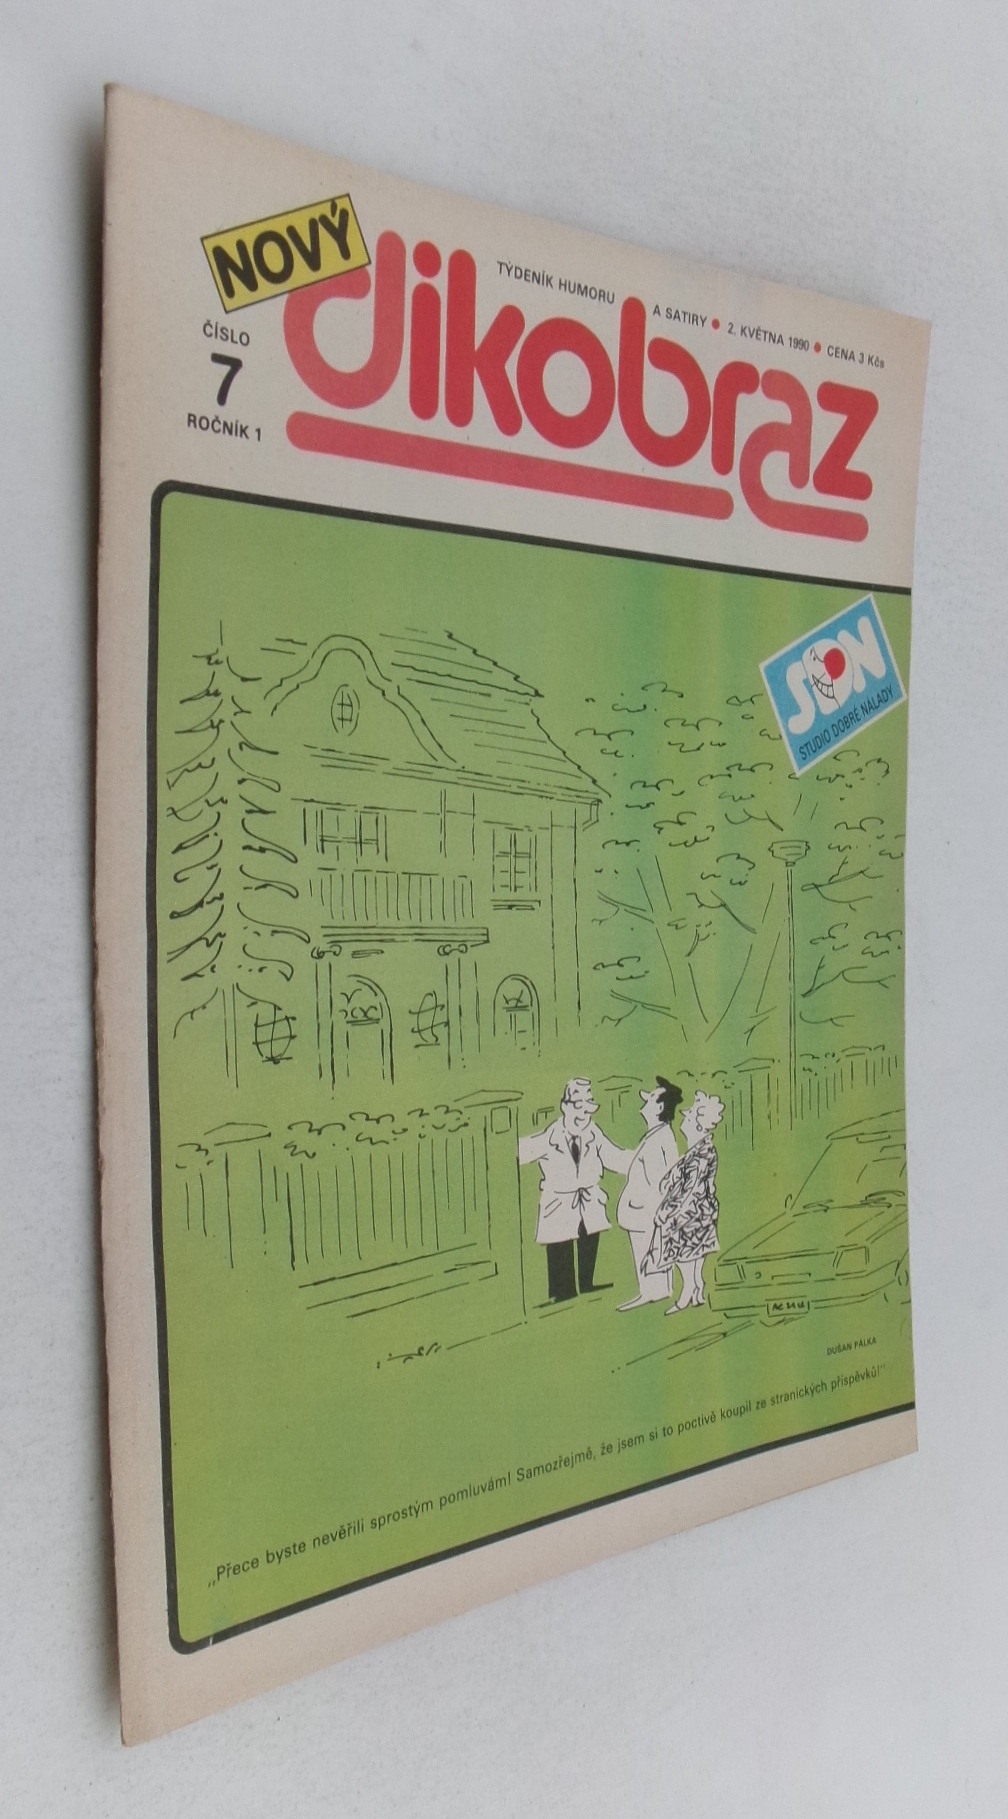 NOVÝ
dikobraz
TÝDENÍK HUMORU A SATIRY ● 2. KVĚTNA 1990 ● CENA 3 Kčs
ČÍSLO
7
ROČNÍK 1
SDN
STUDIO DOBRÉ NÁLADY
DUŠAN PÁLKA
„Přece byste nevěřili sprostým pomluvám! Samozřejmě, že jsem si to poctivě koupil ze stranických příspěvků!"